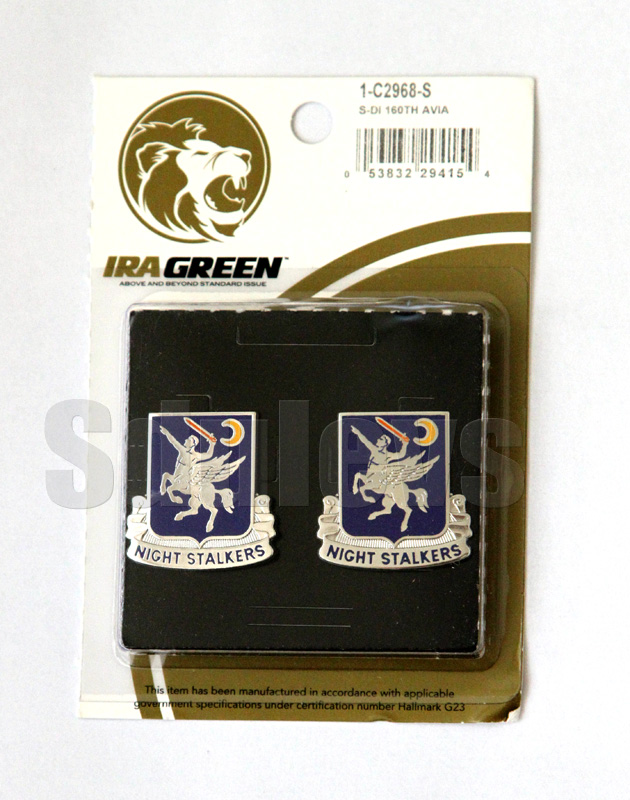 1-C2968-S
S-DI 160TH AVIA
0 53832 29415 4
IRA GREEN™
ABOVE AND BEYOND STANDARD ISSUE
NIGHT STALKERS
NIGHT STALKERS
This item has been manufactured in accordance with applicable
government specifications under certification number Hallmark G23